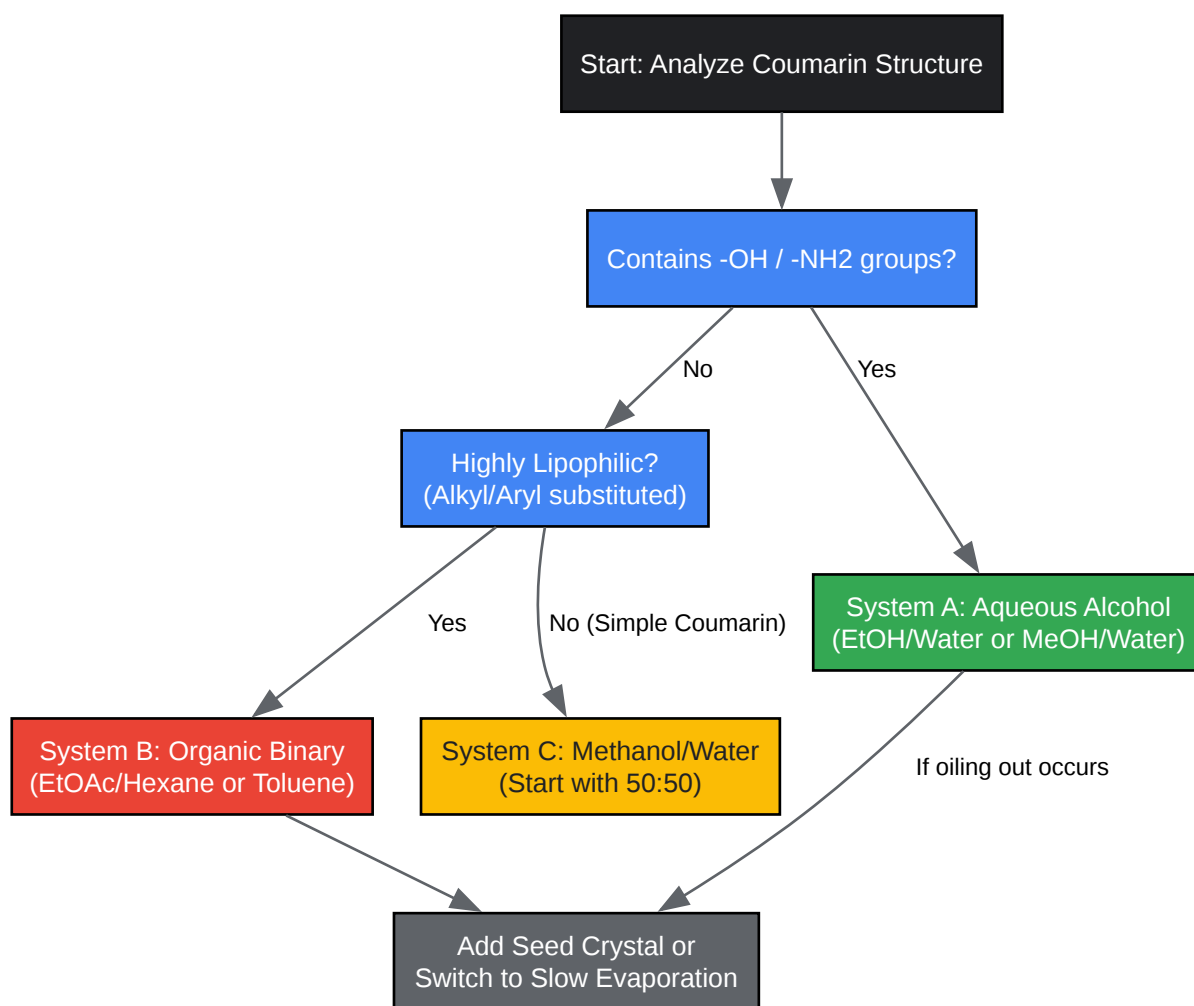 Start: Analyze Coumarin Structure
Contains -OH / -NH2 groups?
No
Yes
Highly Lipophilic?
(Alkyl/Aryl substituted)
System A: Aqueous Alcohol
(EtOH/Water or MeOH/Water)
Yes
No (Simple Coumarin)
System B: Organic Binary
(EtOAc/Hexane or Toluene)
System C: Methanol/Water
(Start with 50:50)
If oiling out occurs
Add Seed Crystal or
Switch to Slow Evaporation